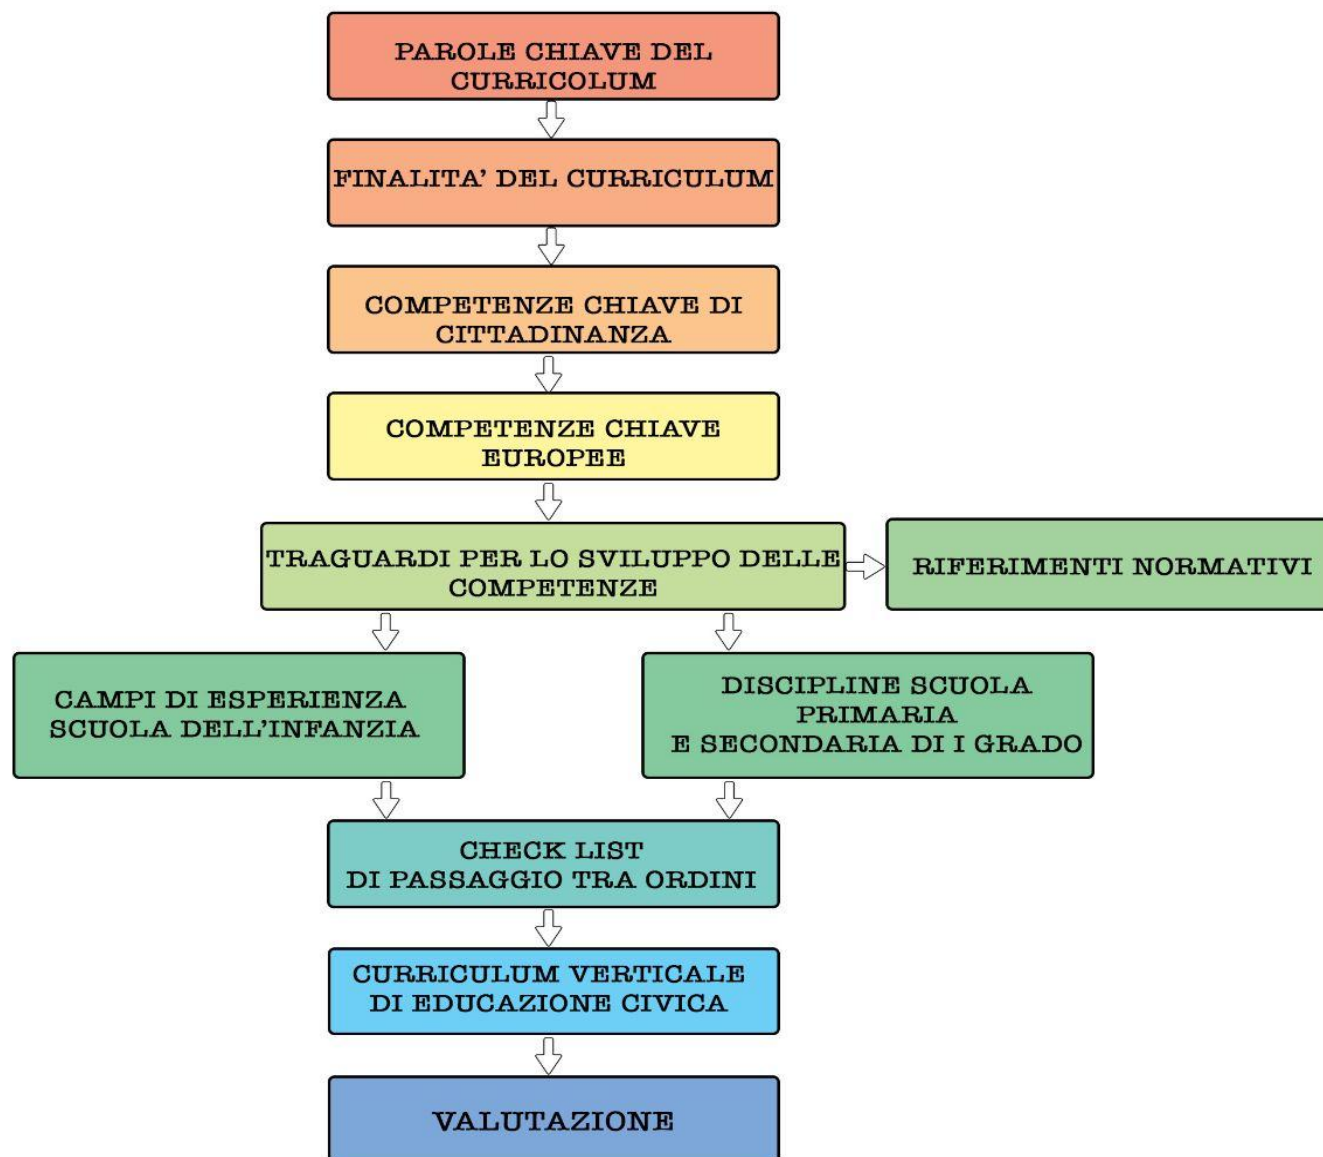 PAROLE CHIAVE DEL
CURRICOLUM
FINALITA' DEL CURRICULUM
COMPETENZE CHIAVE DI
CITTADINANZA
COMPETENZE CHIAVE
EUROPEE
TRAGUARDI PER LO SVILUPPO DELLE
COMPETENZE
RIFERIMENTI NORMATIVI
CAMPI DI ESPERIENZA
SCUOLA DELL'INFANZIA
DISCIPLINE SCUOLA
PRIMARIA
E SECONDARIA DI I GRADO
CHECK LIST
DI PASSAGGIO TRA ORDINI
CURRICULUM VERTICALE
DI EDUCAZIONE CIVICA
VALUTAZIONE